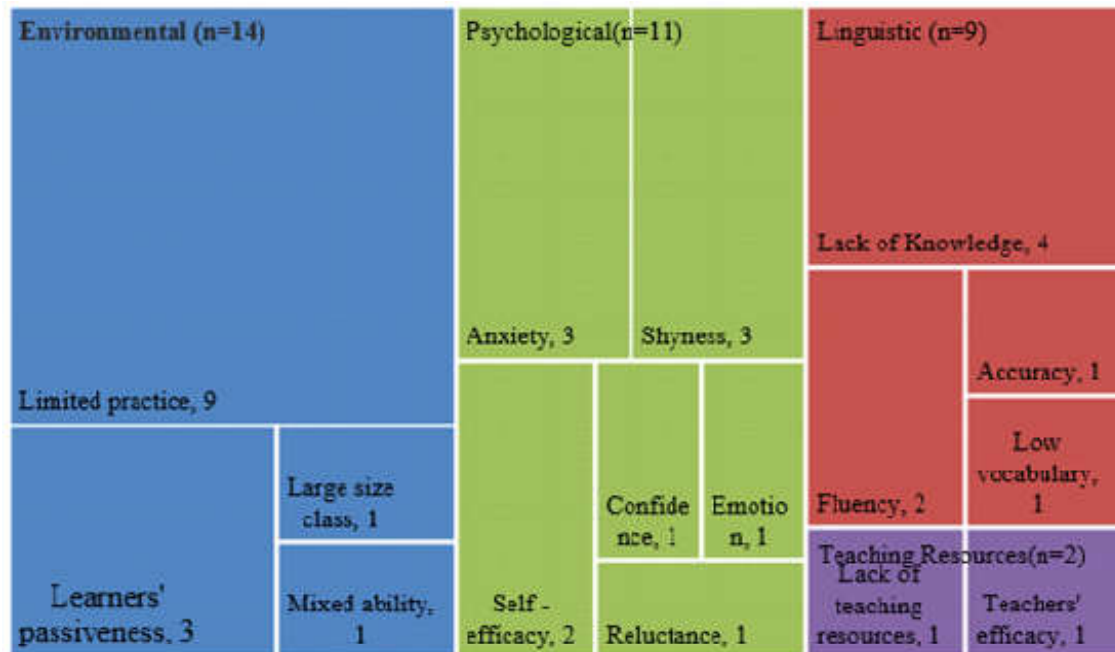 Environmental (n=14)
Limited practice, 9
Learners'
passiveness, 3
Large size
class, 1
Mixed ability,
1
Psychological(n=11)
Anxiety, 3
Shyness, 3
Self -
efficacy, 2
Confide
nce, 1
Emotio
n, 1
Reluctance, 1
Linguistic (n=9)
Lack of Knowledge, 4
Fluency, 2
Accuracy, 1
Low
vocabulary,
1
Teaching Resources(n=2)
Lack of
teaching
resources, 1
Teachers'
efficacy, 1